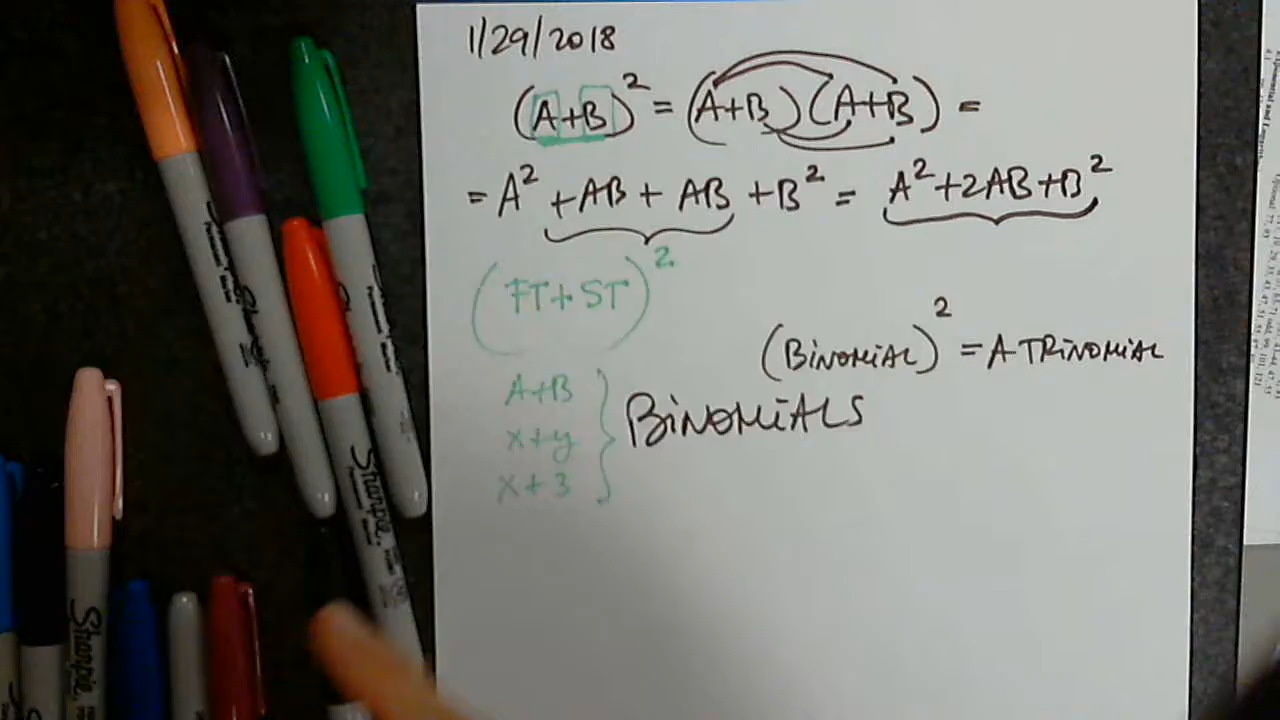 1/29/2018
(A+B)² = (A+B)(A+B) =
= A² + AB + AB + B² = A² + 2AB + B²
(FT + ST)²
(BINOMIAL)² = A TRINOMIAL
A+B
x+y
x+3
BINOMIALS
Sharpie
Sharpie